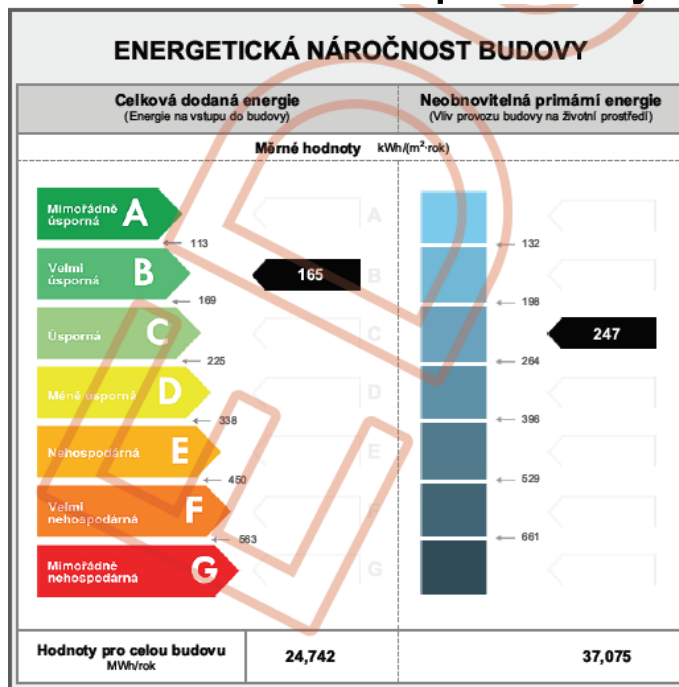 ENERGETICKÁ NÁROČNOST BUDOVY
Celková dodaná energie
(Energie na vstupu do budovy)
Neobnovitelná primární energie
(Vliv provozu budovy na životní prostředí)
Měrné hodnoty kWh/(m²·rok)
Mimořádně úsporná A
A
113
132
Velmi úsporná B
165
B
169
198
Úsporná C
C
247
225
264
Méně úsporná D
D
338
396
Nehospodárná E
E
450
529
Velmi nehospodárná F
F
563
661
Mimořádně nehospodárná G
G
Hodnoty pro celou budovu
MWh/rok
24,742
37,075